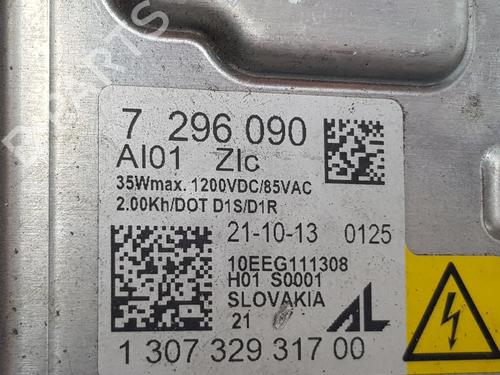 7 296 090
AI01 ZIc
35Wmax. 1200VDC/85VAC
2.00Kh/DOT D1S/D1R
21-10-13 0125
10EEG111308
H01 S0001
SLOVAKIA
21
AL
1 307 329 317 00
B PARTS